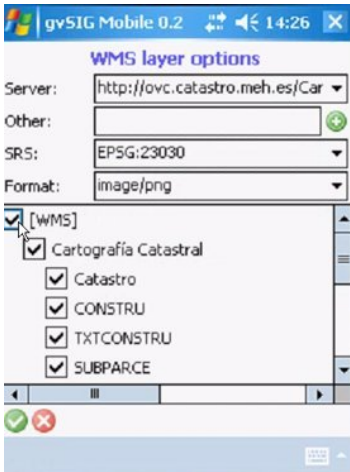 gvSIG Mobile 0.2 14:26
WMS layer options
Server: http://ovc.catastro.meh.es/Car
Other:
SRS: EPSG:23030
Format: image/png
[WMS]
Cartografía Catastral
Catastro
CONSTRU
TXTCONSTRU
SUBPARCE